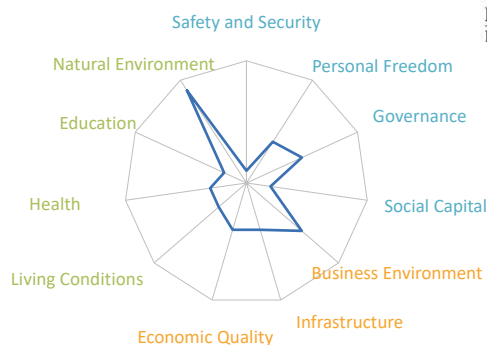 Safety and Security
Natural Environment
Personal Freedom
Education
Governance
Health
Social Capital
Living Conditions
Business Environment
Economic Quality
Infrastructure